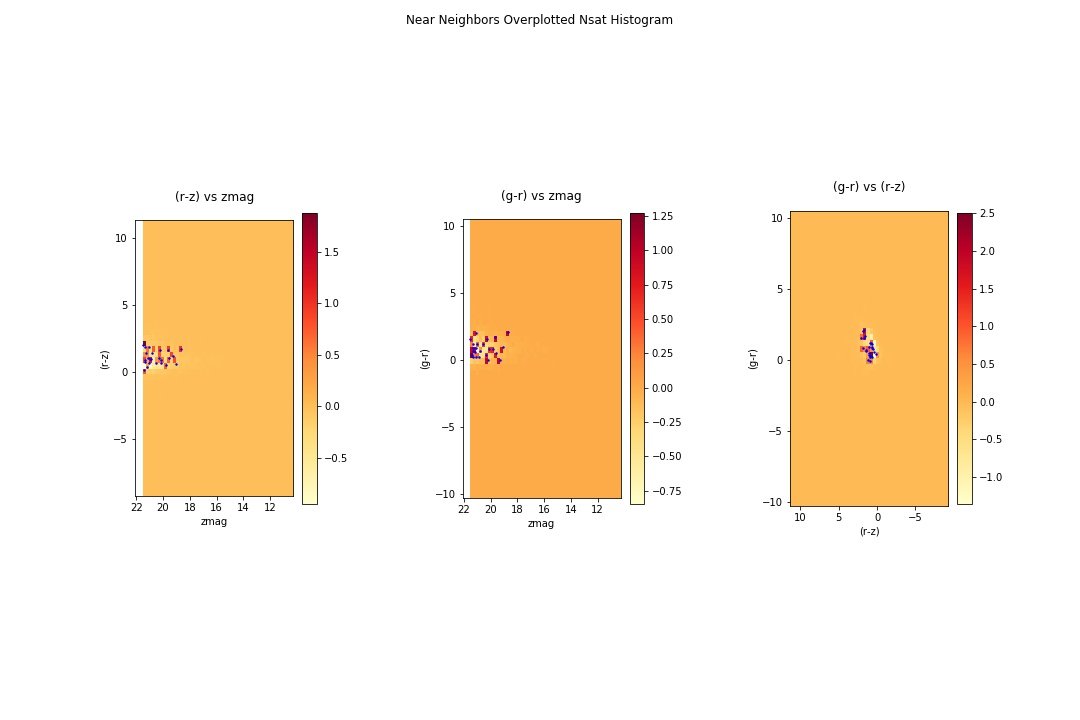 Near Neighbors Overplotted Nsat Histogram
(r-z) vs zmag
10
5
0
−5
(r-z)
22 20 18 16 14 12
zmag
1.5
1.0
0.5
0.0
−0.5
(g-r) vs zmag
10
5
0
−5
−10
(g-r)
22 20 18 16 14 12
zmag
1.25
1.00
0.75
0.50
0.25
0.00
−0.25
−0.50
−0.75
(g-r) vs (r-z)
10
5
0
−5
−10
(g-r)
10 5 0 −5
(r-z)
2.5
2.0
1.5
1.0
0.5
0.0
−0.5
−1.0